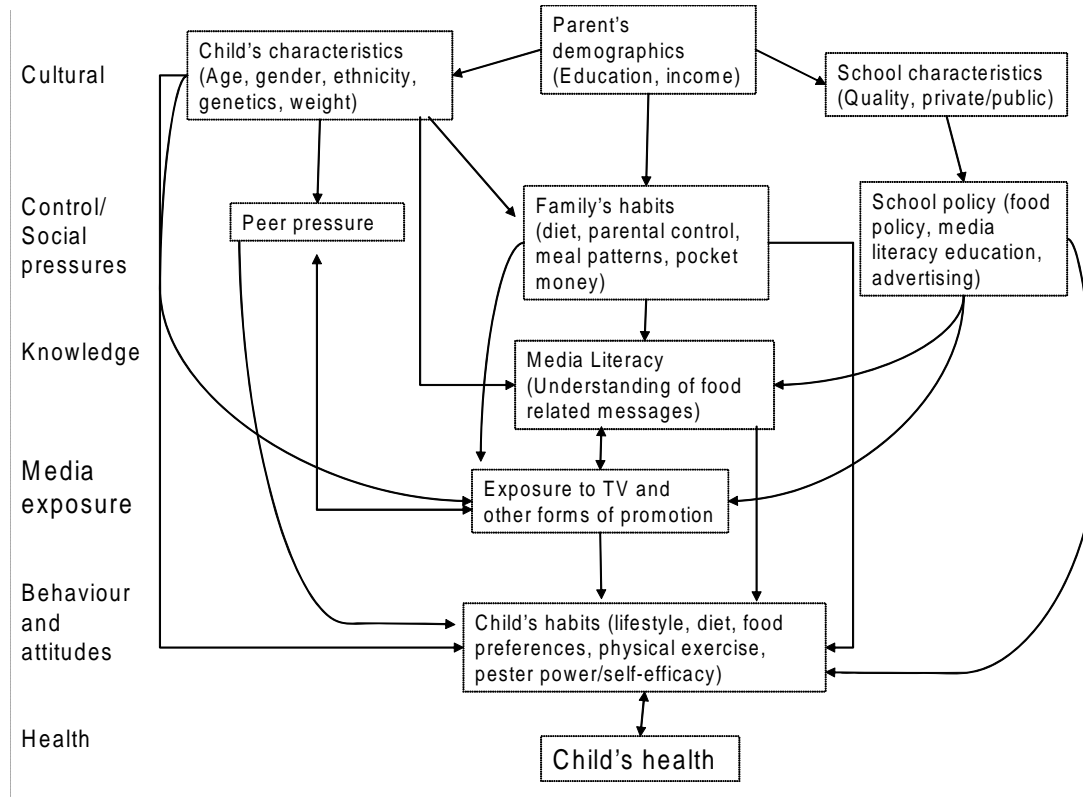 Cultural
Child's characteristics
(Age, gender, ethnicity,
genetics, weight)
Parent's
demographics
(Education, income)
School characteristics
(Quality, private/public)
Control/
Social
pressures
Peer pressure
Family's habits
(diet, parental control,
meal patterns, pocket
money)
School policy (food
policy, media
literacy education,
advertising)
Knowledge
Media Literacy
(Understanding of food
related messages)
Media
exposure
Exposure to TV and
other forms of promotion
Behaviour
and
attitudes
Child's habits (lifestyle, diet, food
preferences, physical exercise,
pester power/self-efficacy)
Health
Child's health